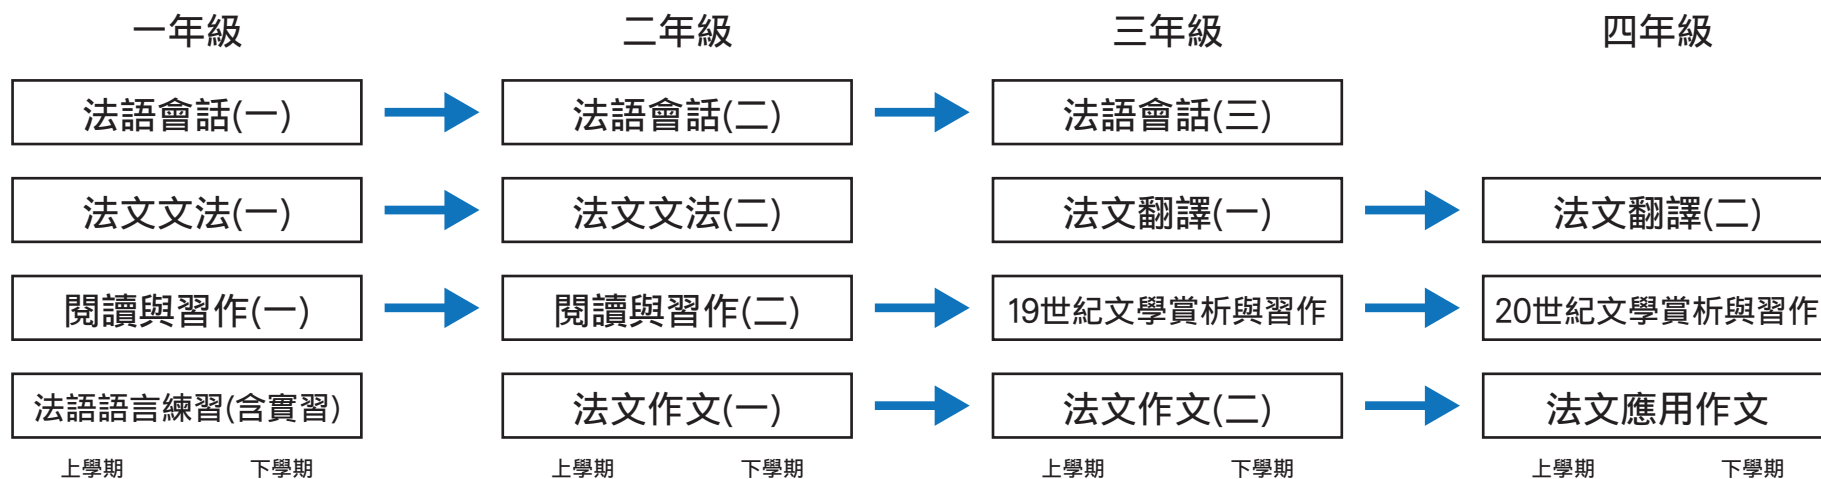 一年級 二年級 三年級 四年級
法語會話(一) 法語會話(二) 法語會話(三)
法文文法(一) 法文文法(二) 法文翻譯(一) 法文翻譯(二)
閱讀與習作(一) 閱讀與習作(二) 19世紀文學賞析與習作 20世紀文學賞析與習作
法語語言練習(含實習) 法文作文(一) 法文作文(二) 法文應用作文
上學期 下學期 上學期 下學期 上學期 下學期 上學期 下學期